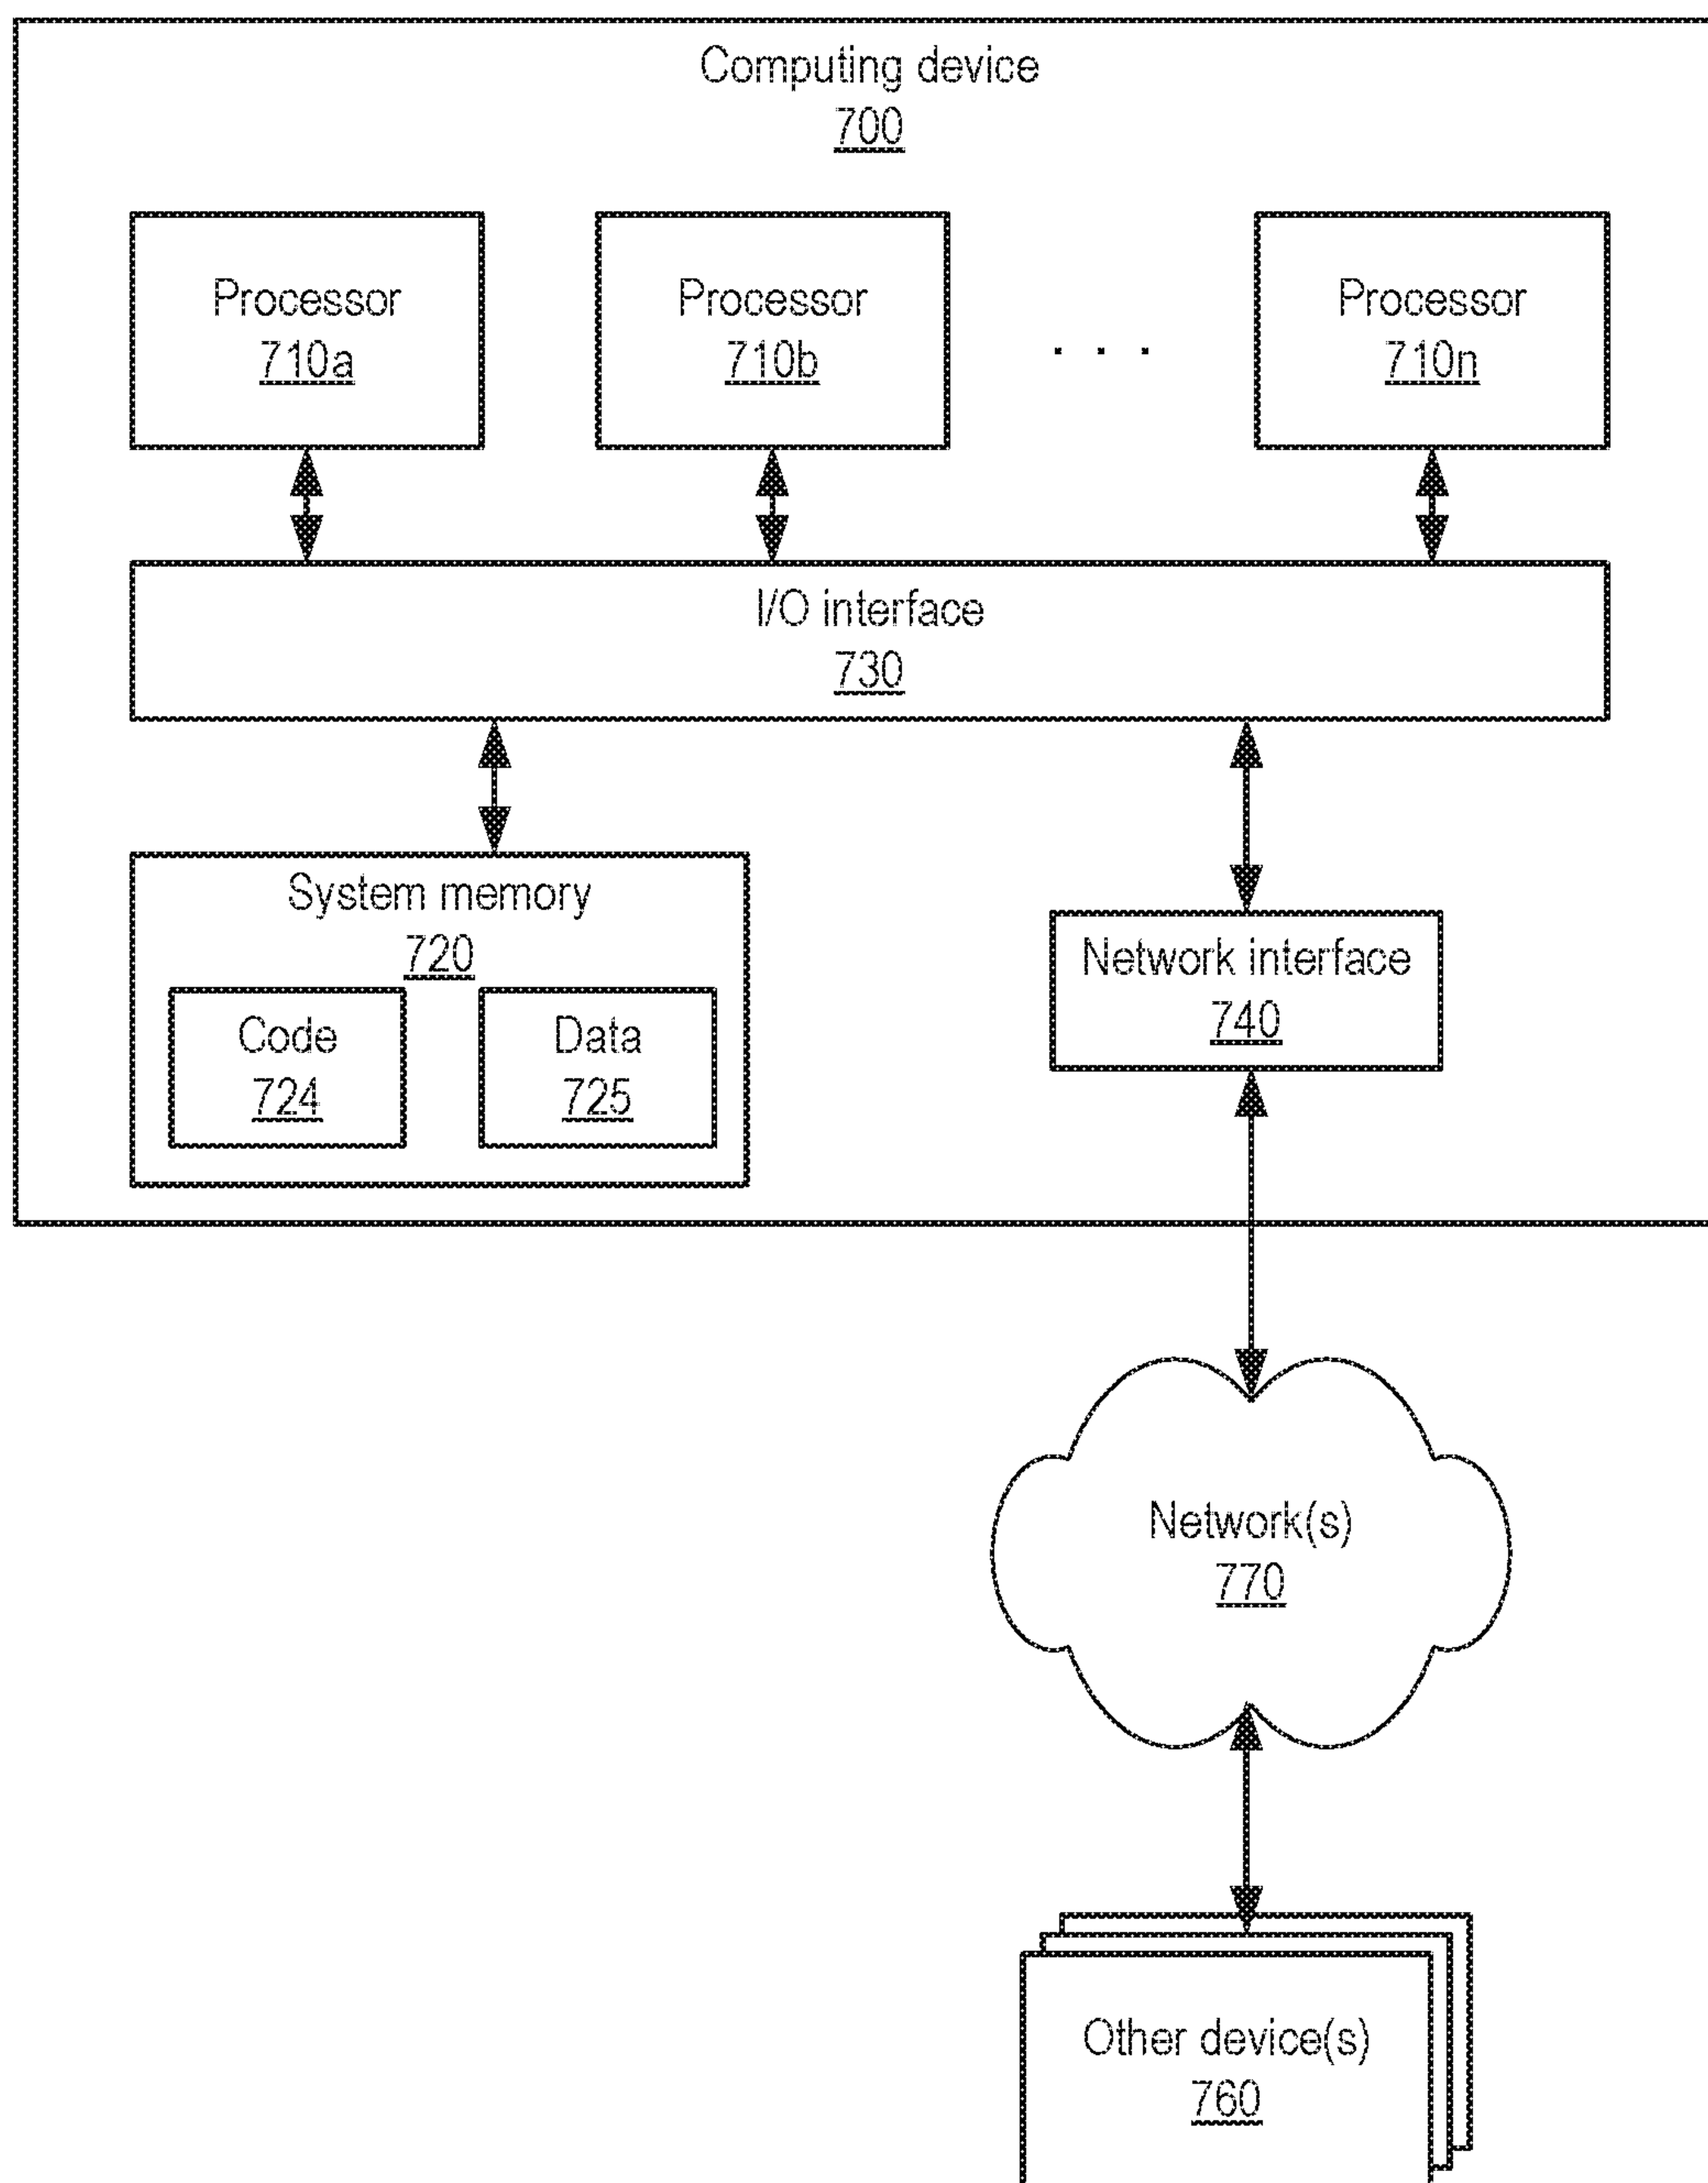 Computing device
700
Processor
710a
Processor
710b
. . .
Processor
710n
I/O interface
730
System memory
720
Code
724
Data
725
Network interface
740
Network(s)
770
Other device(s)
760